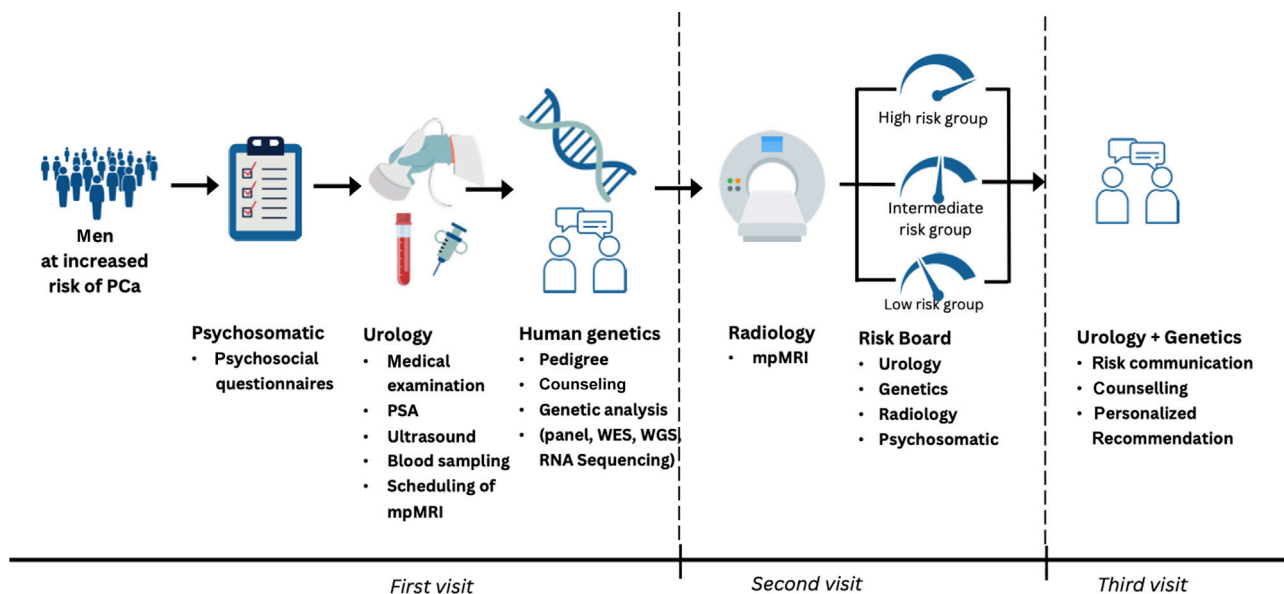 Men
at increased
risk of PCa
Psychosomatic
• Psychosocial
questionnaires
Urology
• Medical
examination
• PSA
• Ultrasound
• Blood sampling
• Scheduling of
mpMRI
Human genetics
• Pedigree
• Counseling
• Genetic analysis
• (panel, WES, WGS,
RNA Sequencing)
Radiology
• mpMRI
High risk group
Intermediate
risk group
Low risk group
Risk Board
• Urology
• Genetics
• Radiology
• Psychosomatic
Urology + Genetics
• Risk communication
• Counselling
• Personalized
Recommendation
First visit
Second visit
Third visit